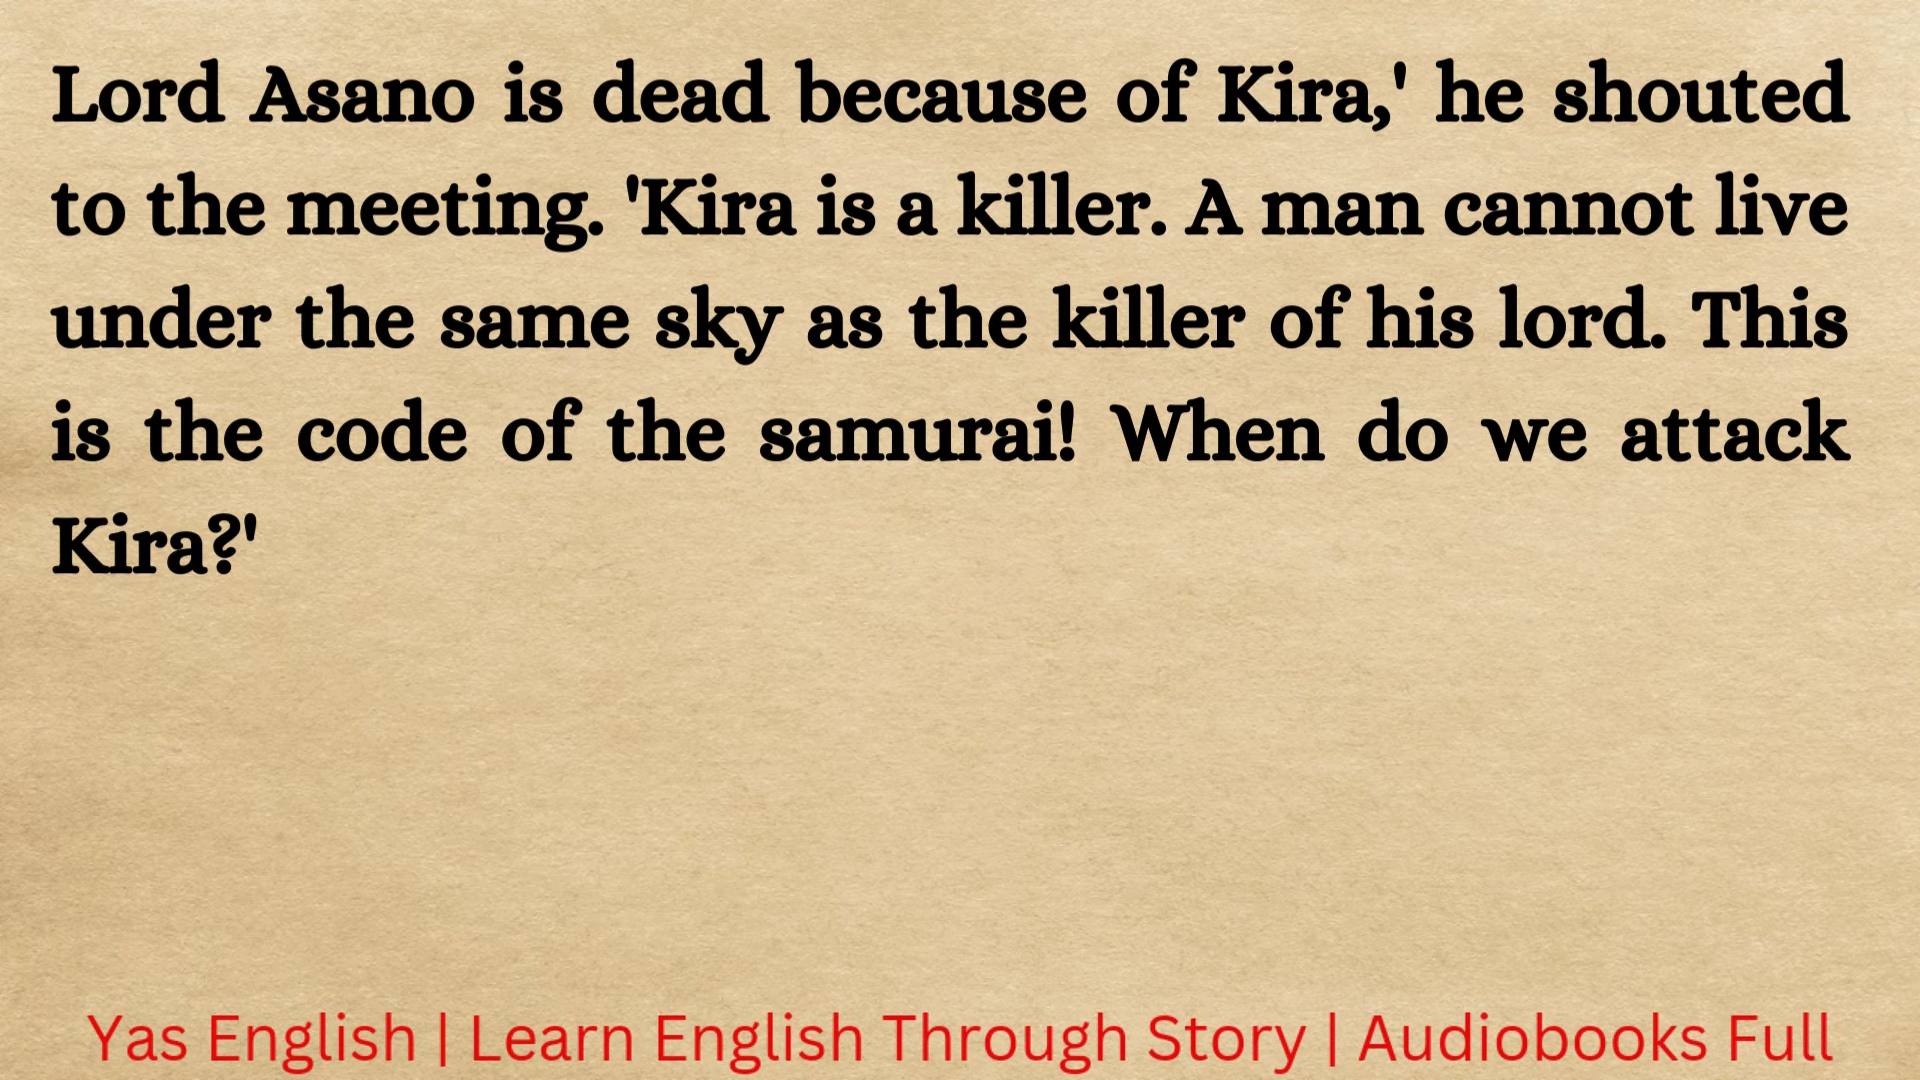 Lord Asano is dead because of Kira,' he shouted
to the meeting. 'Kira is a killer. A man cannot live
under the same sky as the killer of his lord. This
is the code of the samurai! When do we attack
Kira?'
Yas English | Learn English Through Story | Audiobooks Full